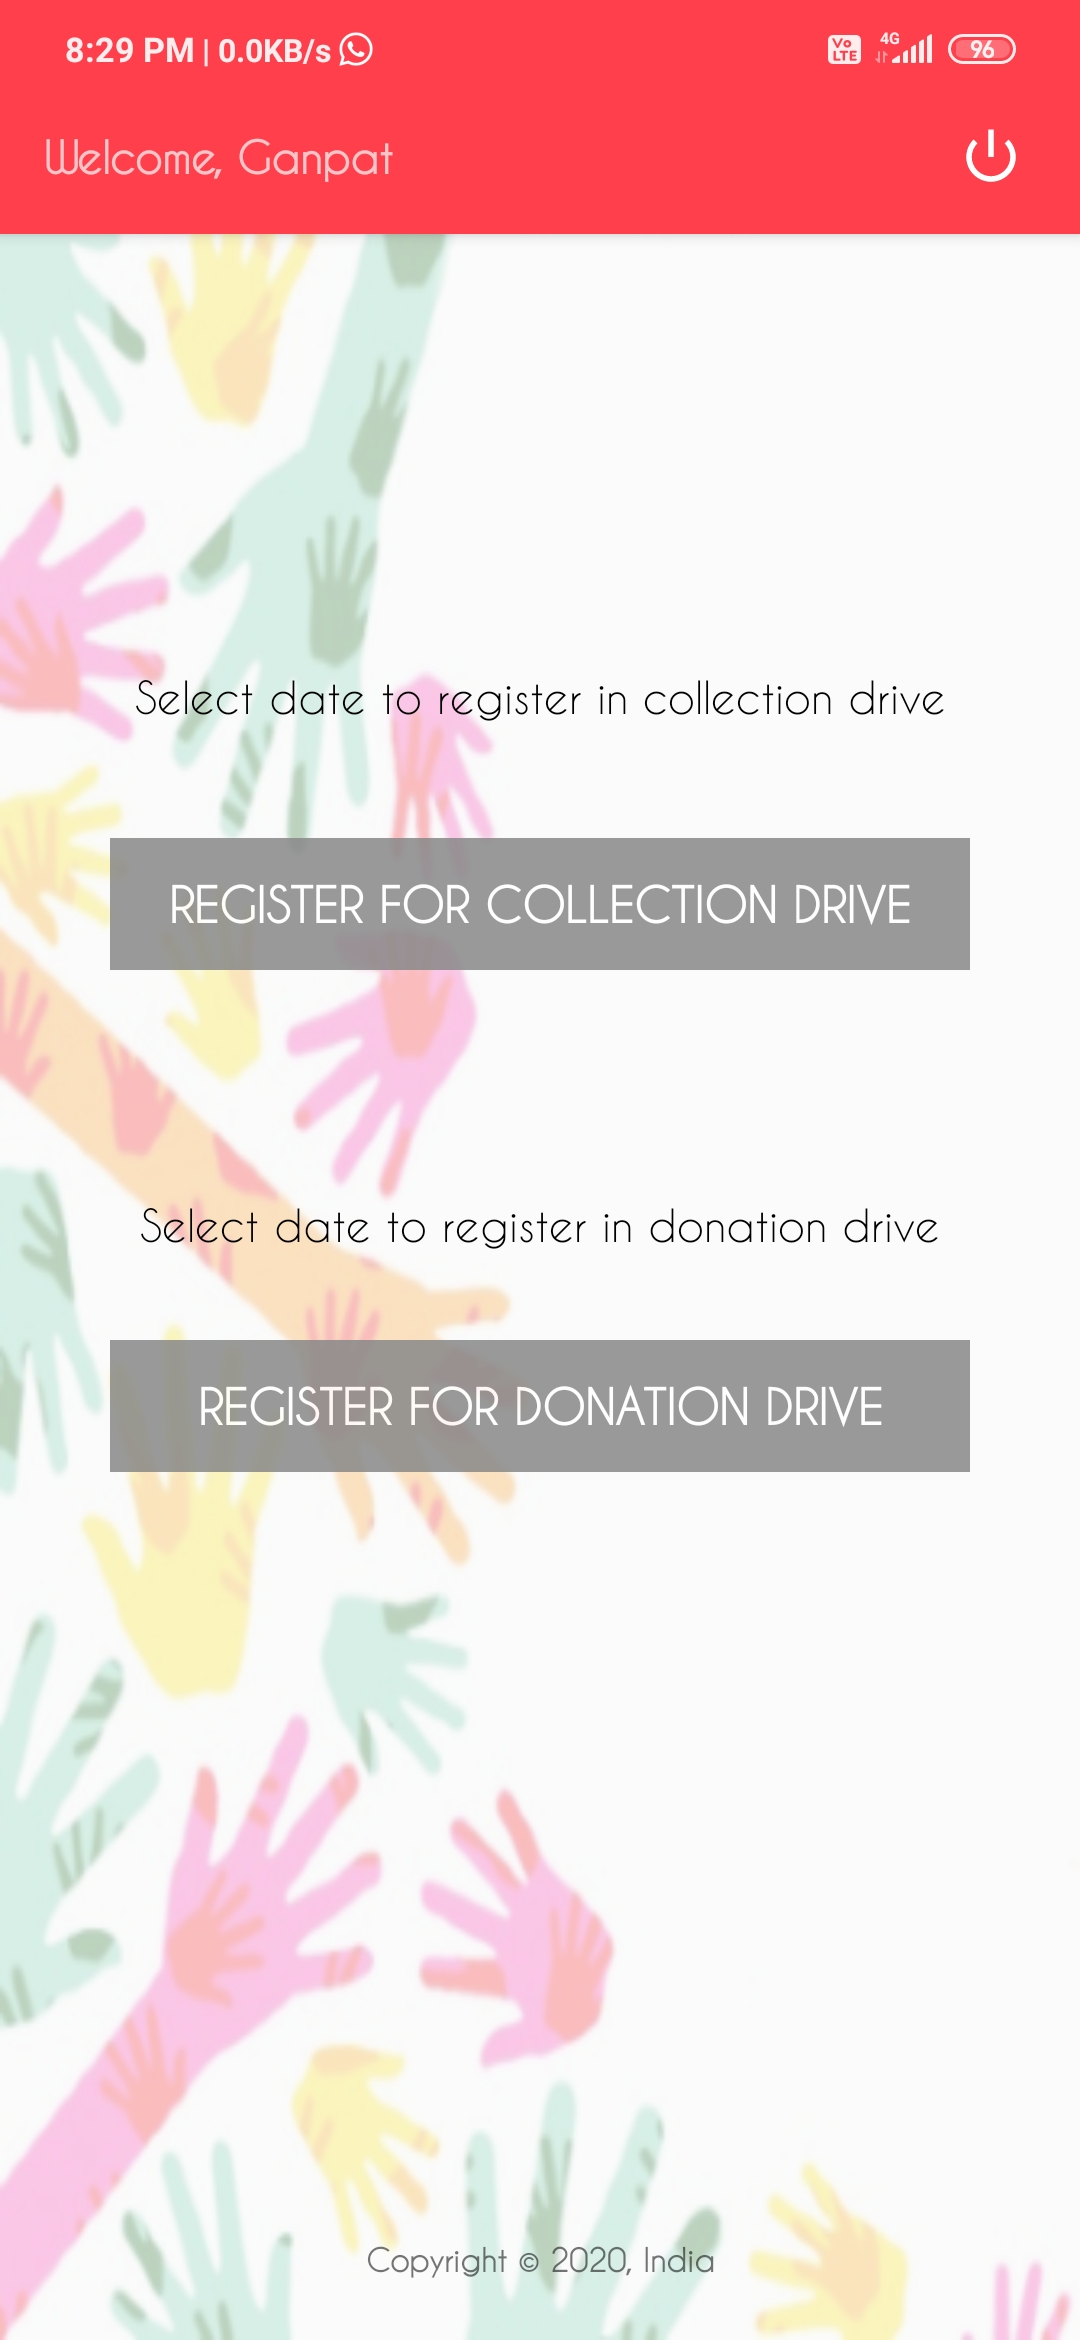 8:29 PM | 0.0KB/s Vo LTE 4G 96
Welcome, Ganpat
Select date to register in collection drive
REGISTER FOR COLLECTION DRIVE
Select date to register in donation drive
REGISTER FOR DONATION DRIVE
Copyright © 2020, India